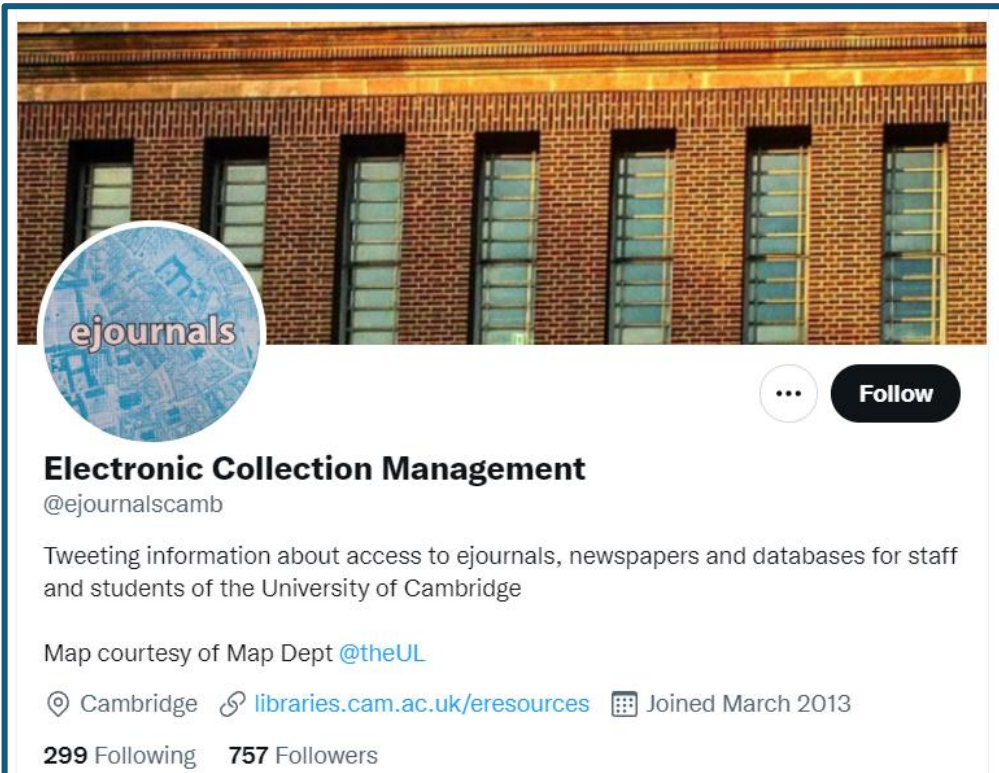 ejournals
Follow
Electronic Collection Management
@ejournalscamb
Tweeting information about access to ejournals, newspapers and databases for staff
and students of the University of Cambridge
Map courtesy of Map Dept @theUL
Cambridge libraries.cam.ac.uk/eresources Joined March 2013
299 Following 757 Followers